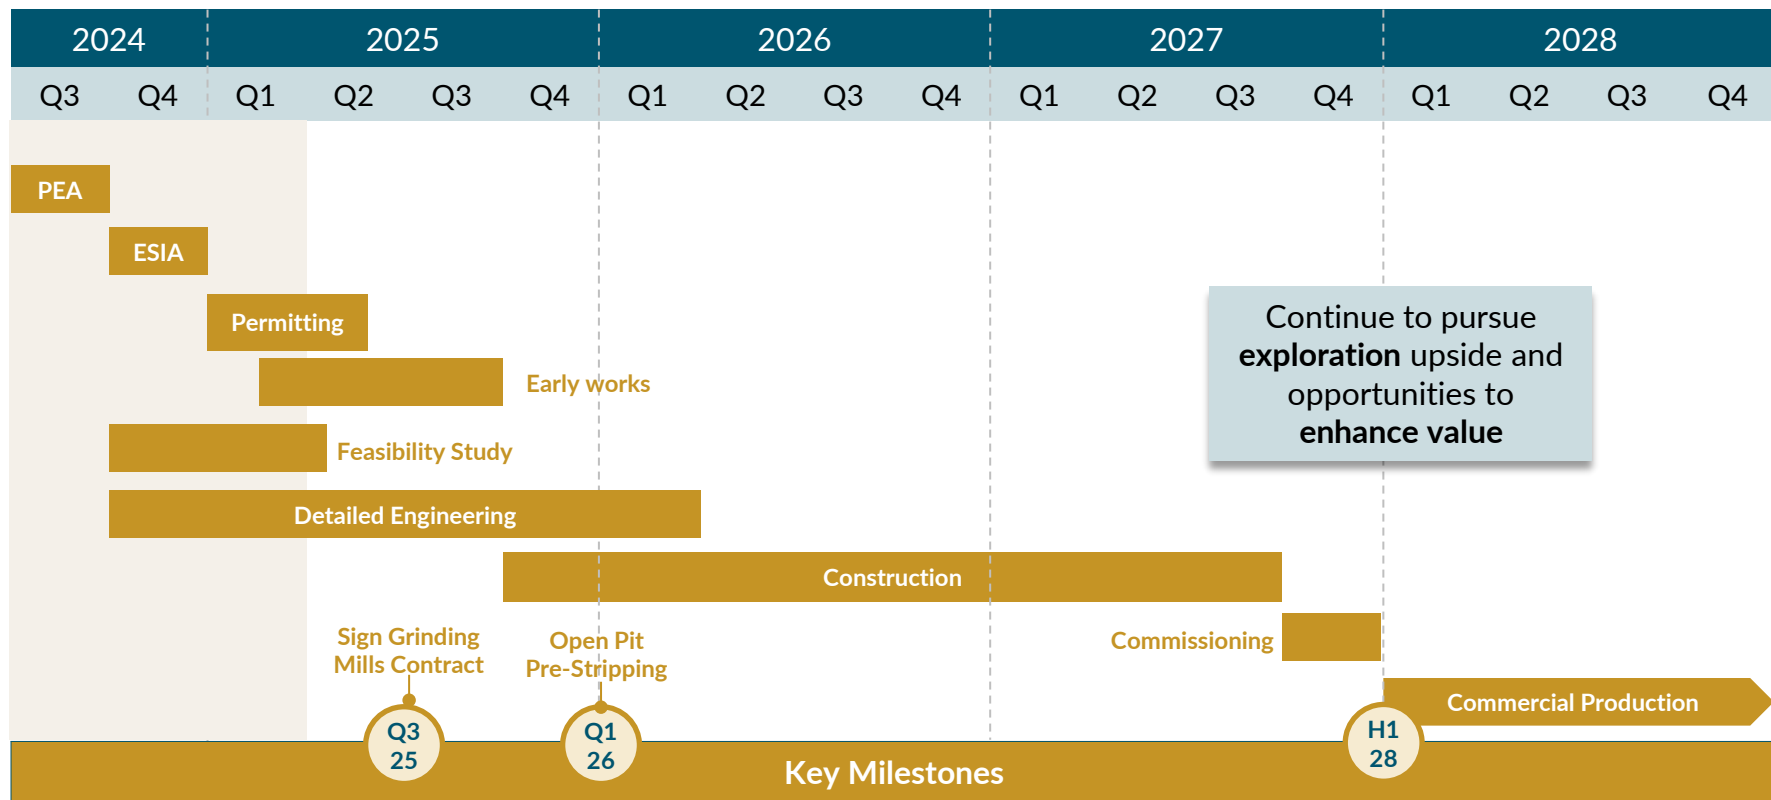 2024 2025 2026 2027 2028
Q3 Q4 Q1 Q2 Q3 Q4 Q1 Q2 Q3 Q4 Q1 Q2 Q3 Q4 Q1 Q2 Q3 Q4
PEA
ESIA
Permitting
Early works
Continue to pursue
exploration upside and
opportunities to
enhance value
Feasibility Study
Detailed Engineering
Construction
Sign Grinding
Mills Contract
Open Pit
Pre-Stripping
Commissioning
Commercial Production
Q3
25
Q1
26
H1
28
Key Milestones